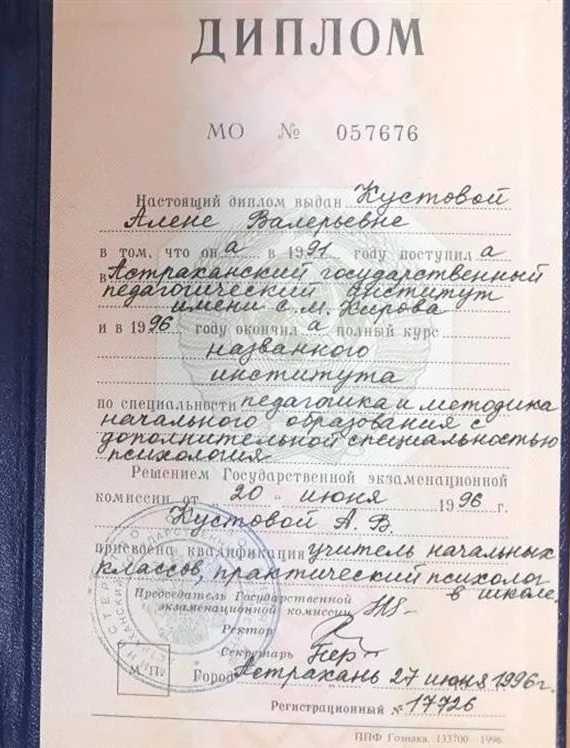 ДИПЛОМ
МО № 057676
Настоящий диплом выдан Кустовой
Алене Валерьевне
в том, что он а в 1991 году поступил а
в Астраханский государственный
педагогический институт
имени С. М. Кирова
и в 1996 году окончил а полный курс
названного
института
по специальности педагогика и методика
начального образования с
дополнительной специальностью
психология
Решением Государственной экзаменационной
комиссии от " 20 " июня 1996 г.
Кустовой А. В.
присвоена квалификация учитель начальных
классов, практический психолог
в школе.
Председатель Государственной
экзаменационной комиссии
Ректор
Секретарь
М. П.
Город Астрахань 27 июня 1996 г.
Регистрационный № 17726
ППФ Гознака. 133700 1996